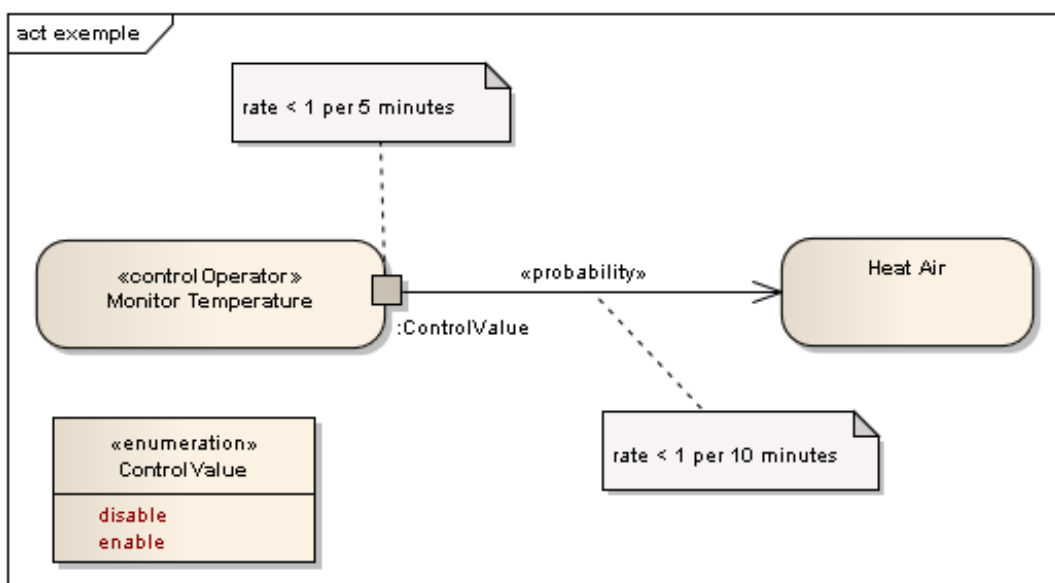 act exemple
rate < 1 per 5 minutes
«controlOperator»
Monitor Temperature
«probability»
:ControlValue
Heat Air
rate < 1 per 10 minutes
«enumeration»
ControlValue
disable
enable